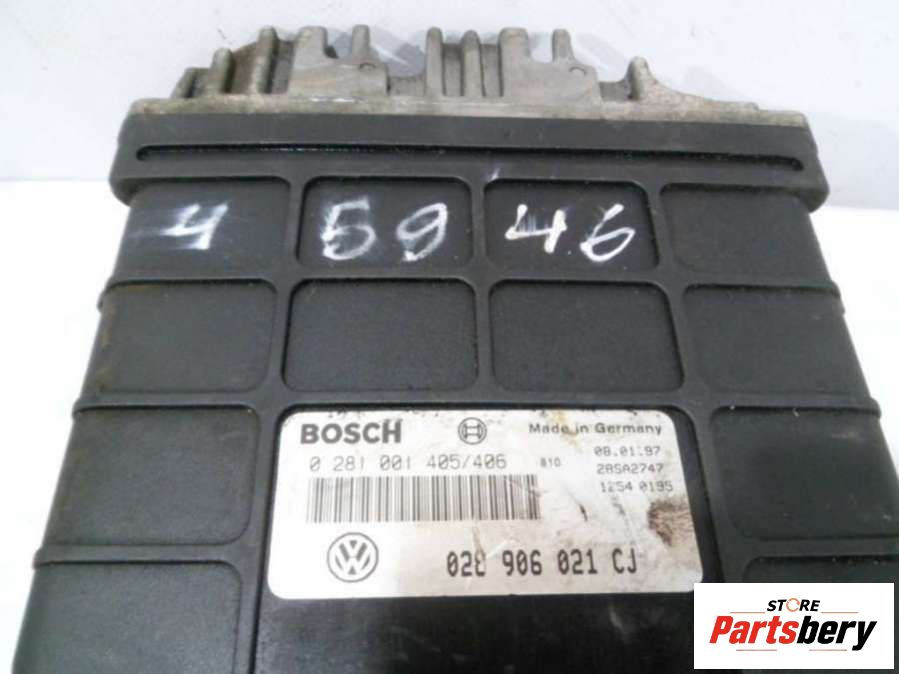 4 59 46
BOSCH Made in Germany
0 281 001 405/406 810 08.01.97
28SA2747
1254 0195
028 906 021 CJ
STORE
Partsbery